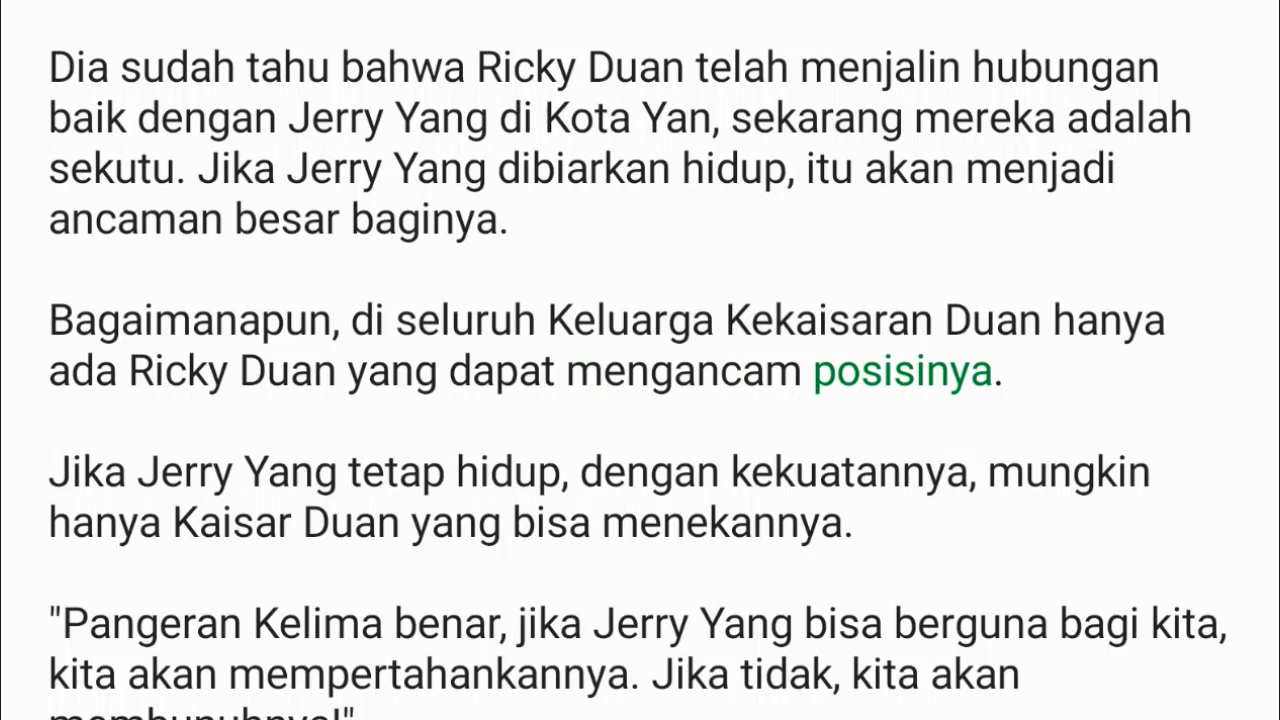 Dia sudah tahu bahwa Ricky Duan telah menjalin hubungan
baik dengan Jerry Yang di Kota Yan, sekarang mereka adalah
sekutu. Jika Jerry Yang dibiarkan hidup, itu akan menjadi
ancaman besar baginya.
Bagaimanapun, di seluruh Keluarga Kekaisaran Duan hanya
ada Ricky Duan yang dapat mengancam posisinya.
Jika Jerry Yang tetap hidup, dengan kekuatannya, mungkin
hanya Kaisar Duan yang bisa menekannya.
"Pangeran Kelima benar, jika Jerry Yang bisa berguna bagi kita,
kita akan mempertahankannya. Jika tidak, kita akan
membunuhnya!"